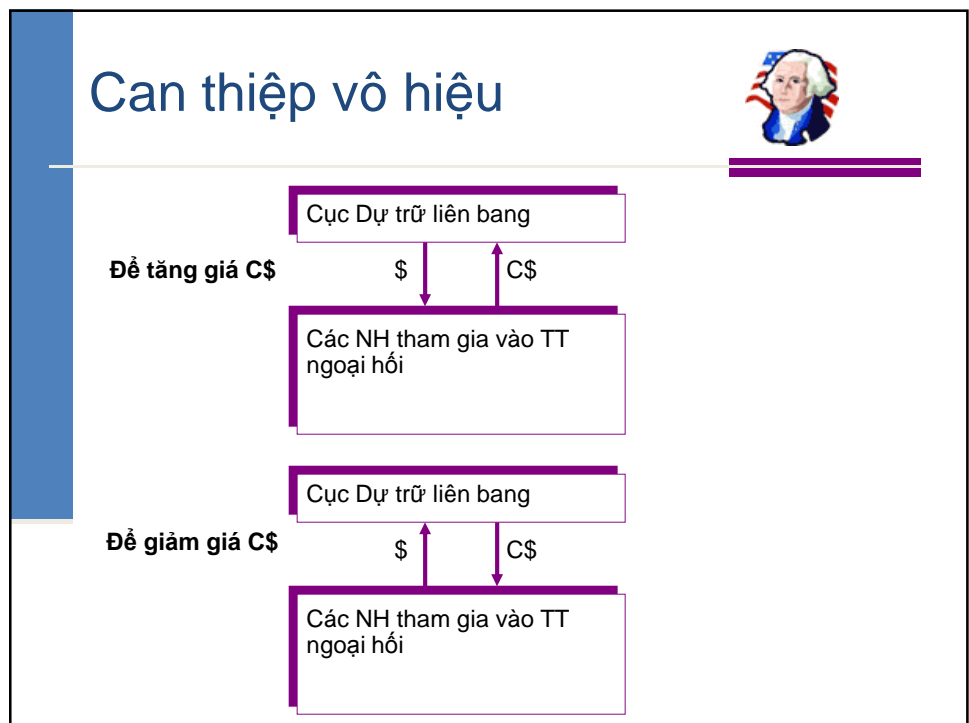 Can thiệp vô hiệu
Cục Dự trữ liên bang
Để tăng giá C$
$
C$
Các NH tham gia vào TT
ngoại hối
Cục Dự trữ liên bang
Để giảm giá C$
$
C$
Các NH tham gia vào TT
ngoại hối